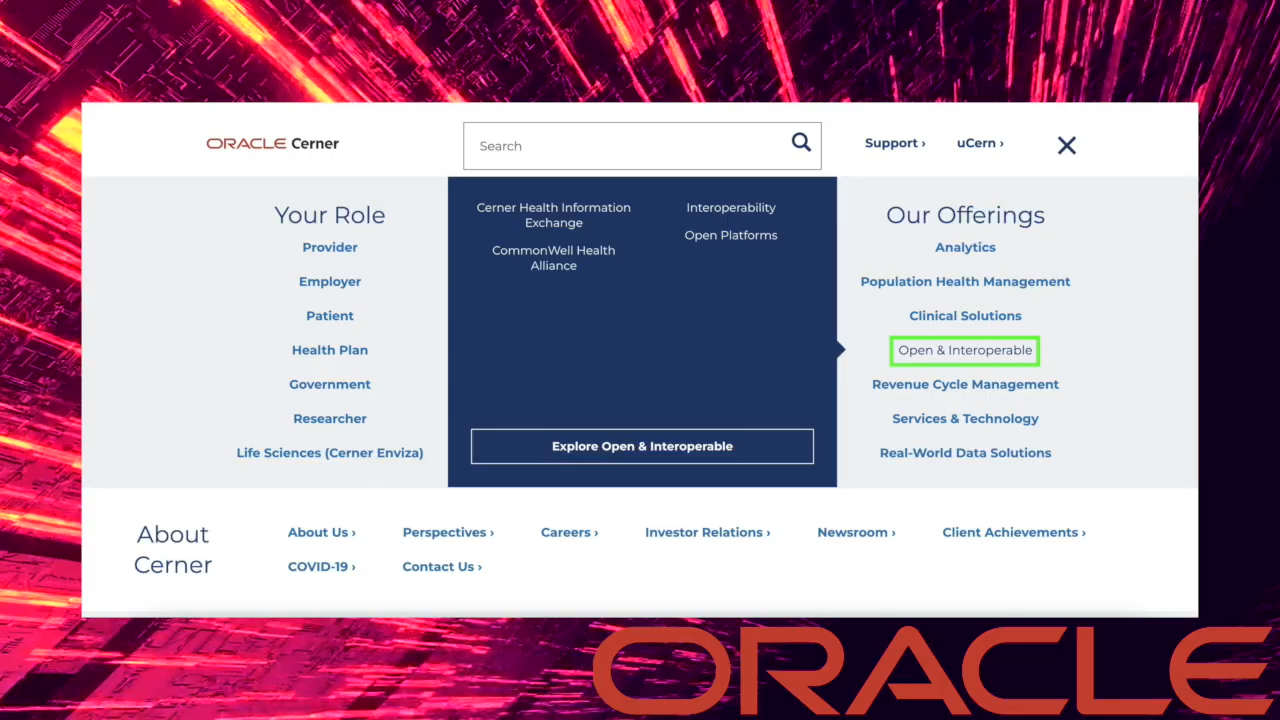 ORACLE Cerner
Search
Support ›
uCern ›
Your Role
Provider
Employer
Patient
Health Plan
Government
Researcher
Life Sciences (Cerner Enviza)
Cerner Health Information
Exchange
CommonWell Health
Alliance
Interoperability
Open Platforms
Explore Open & Interoperable
Our Offerings
Analytics
Population Health Management
Clinical Solutions
Open & Interoperable
Revenue Cycle Management
Services & Technology
Real-World Data Solutions
About
Cerner
About Us ›
Perspectives ›
Careers ›
Investor Relations ›
Newsroom ›
Client Achievements ›
COVID-19 ›
Contact Us ›
ORACLE